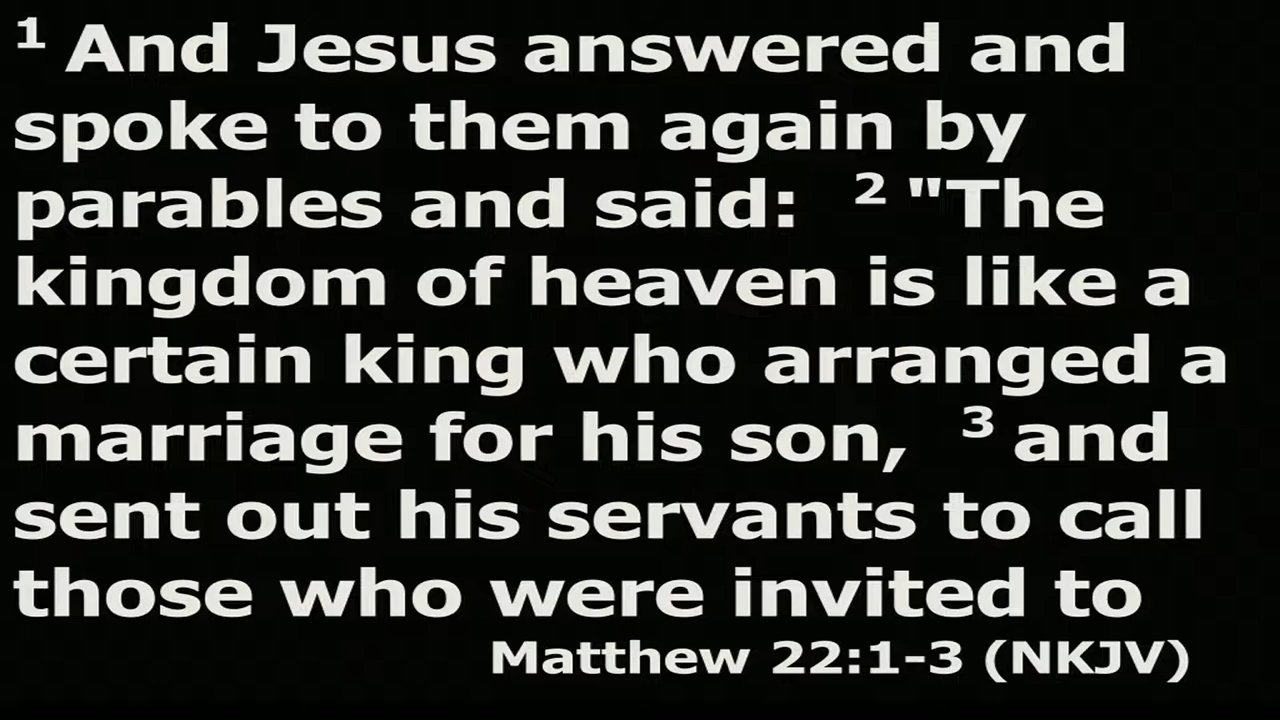 ¹ And Jesus answered and
spoke to them again by
parables and said: ² "The
kingdom of heaven is like a
certain king who arranged a
marriage for his son, ³ and
sent out his servants to call
those who were invited to
Matthew 22:1-3 (NKJV)